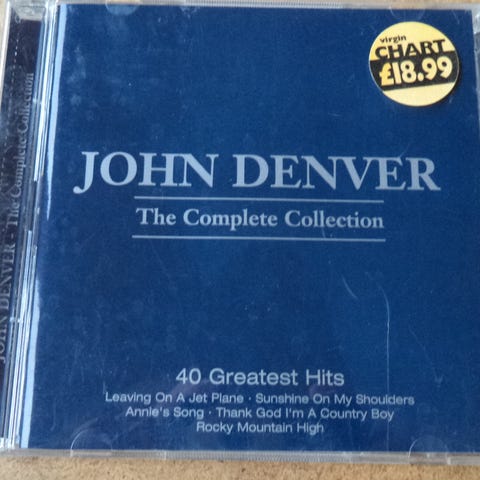 virgin
CHART
£18.99
JOHN DENVER
The Complete Collection
40 Greatest Hits
Leaving On A Jet Plane · Sunshine On My Shoulders
Annie's Song · Thank God I'm A Country Boy
Rocky Mountain High
JOHN DENVER - The Complete Collection